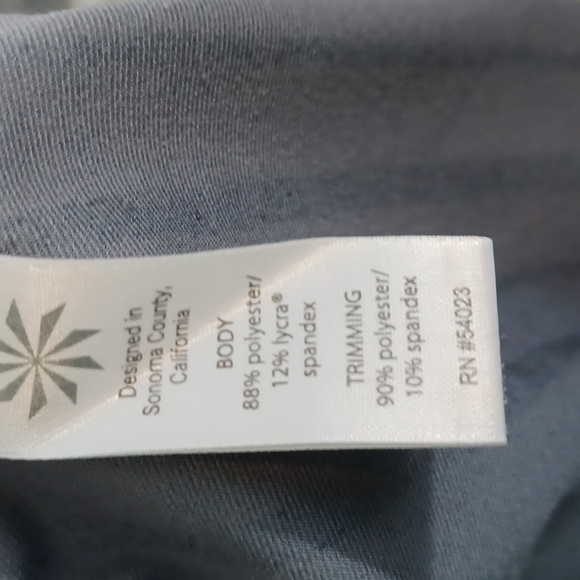 Designed in
Sonoma County,
California
BODY
88% polyester/
12% lycra®
spandex
TRIMMING
90% polyester/
10% spandex
RN #54023